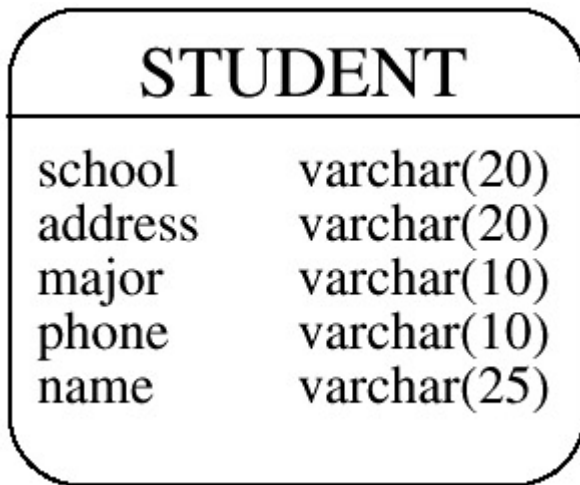 STUDENT
school varchar(20)
address varchar(20)
major varchar(10)
phone varchar(10)
name varchar(25)